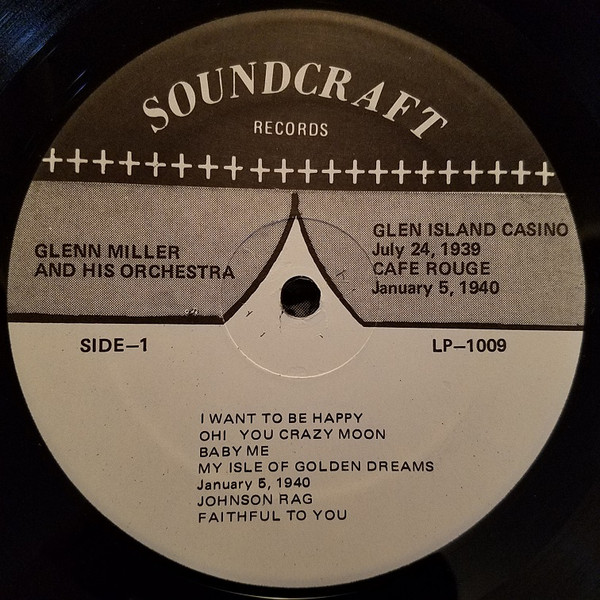 SOUNDCRAFT
RECORDS
GLENN MILLER
AND HIS ORCHESTRA
GLEN ISLAND CASINO
July 24, 1939
CAFE ROUGE
January 5, 1940
SIDE-1
LP-1009
I WANT TO BE HAPPY
OHI YOU CRAZY MOON
BABY ME
MY ISLE OF GOLDEN DREAMS
January 5, 1940
JOHNSON RAG
FAITHFUL TO YOU